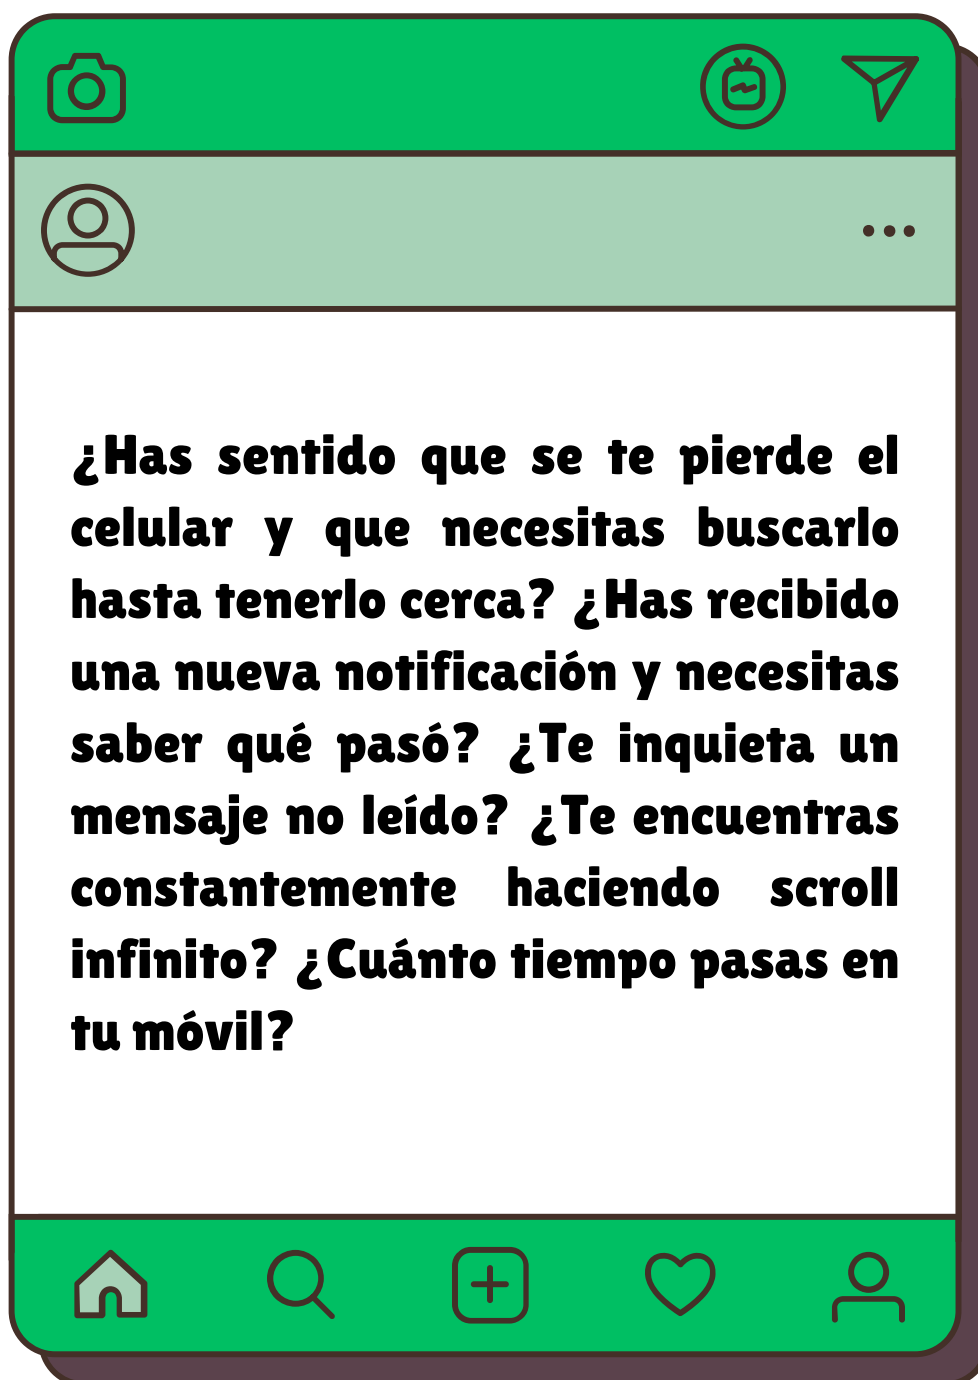 ¿Has sentido que se te pierde el
celular y que necesitas buscarlo
hasta tenerlo cerca? ¿Has recibido
una nueva notificación y necesitas
saber qué pasó? ¿Te inquieta un
mensaje no leído? ¿Te encuentras
constantemente haciendo scroll
infinito? ¿Cuánto tiempo pasas en
tu móvil?